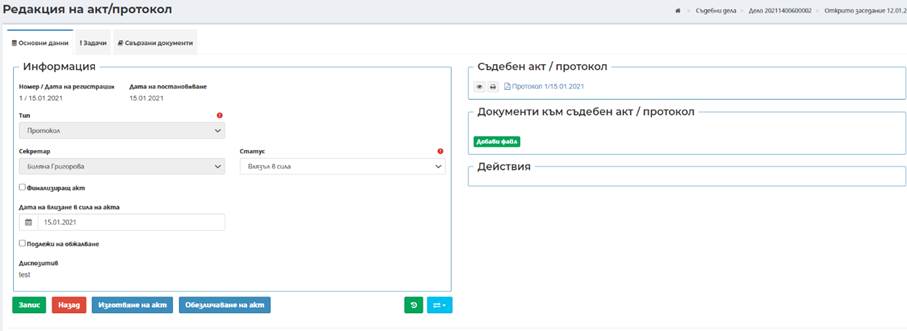 Редакция на акт/протокол
Съдебни дела
Дело 20211400600002
Открито заседание 12.01.2
Основни данни
! Задачи
Свързани документи
Информация
Номер / Дата на регистрация
Дата на постановяване
1 / 15.01.2021
15.01.2021
Тип
Протокол
Секретар
Статус
Биляна Григорова
Влязъл в сила
Финализиращ акт
Дата на влизане в сила на акта
15.01.2021
Подлежи на обжалване
Диспозитив
test
Запис
Назад
Изготвяне на акт
Обезличаване на акт
Съдебен акт / протокол
Протокол 1/15.01.2021
Документи към съдебен акт / протокол
Добави файл
Действия